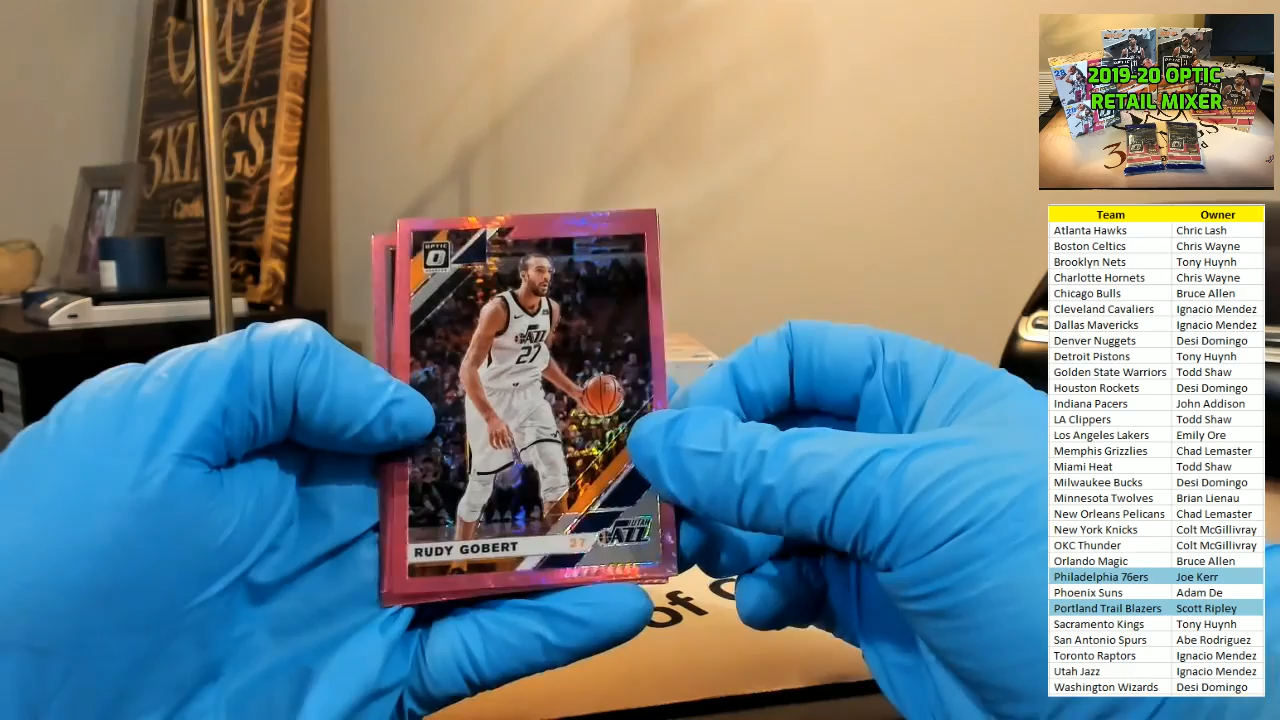 3KINGS
OPTIC
JAZZ
27
RUDY GOBERT
27
UTAH
JAZZ
of
2019-20 OPTIC
RETAIL MIXER
Team Owner
Atlanta Hawks Chric Lash
Boston Celtics Chris Wayne
Brooklyn Nets Tony Huynh
Charlotte Hornets Chris Wayne
Chicago Bulls Bruce Allen
Cleveland Cavaliers Ignacio Mendez
Dallas Mavericks Ignacio Mendez
Denver Nuggets Desi Domingo
Detroit Pistons Tony Huynh
Golden State Warriors Todd Shaw
Houston Rockets Desi Domingo
Indiana Pacers John Addison
LA Clippers Todd Shaw
Los Angeles Lakers Emily Ore
Memphis Grizzlies Chad Lemaster
Miami Heat Todd Shaw
Milwaukee Bucks Desi Domingo
Minnesota Twolves Brian Lienau
New Orleans Pelicans Chad Lemaster
New York Knicks Colt McGillivray
OKC Thunder Colt McGillivray
Orlando Magic Bruce Allen
Philadelphia 76ers Joe Kerr
Phoenix Suns Adam De
Portland Trail Blazers Scott Ripley
Sacramento Kings Tony Huynh
San Antonio Spurs Abe Rodriguez
Toronto Raptors Ignacio Mendez
Utah Jazz Ignacio Mendez
Washington Wizards Desi Domingo